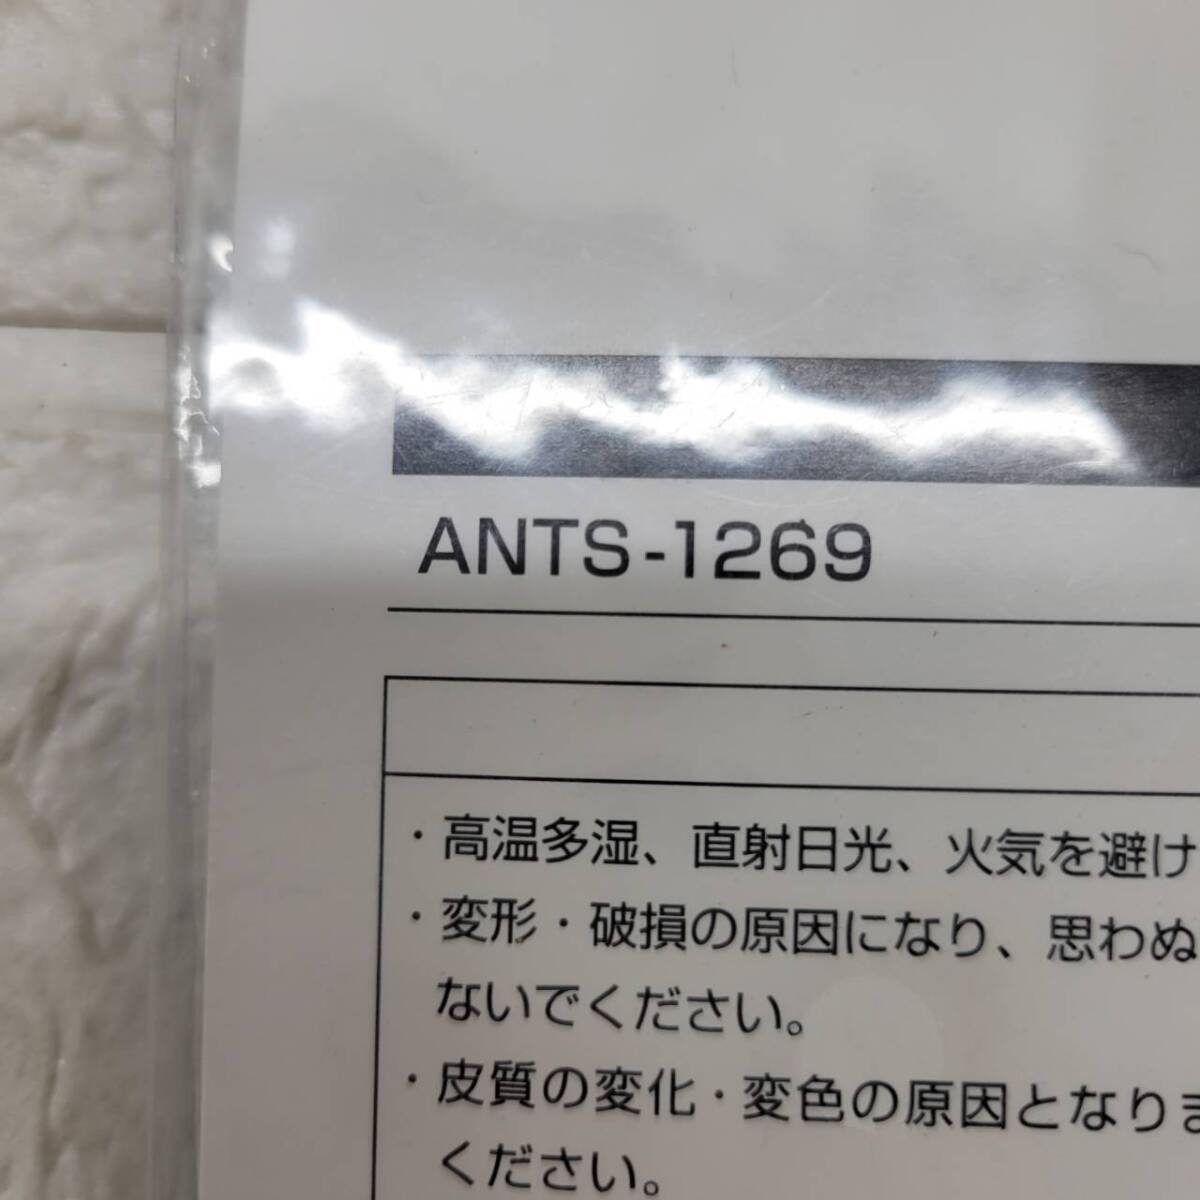 ANTS-1269
・高温多湿、直射日光、火気を避け
・変形・破損の原因になり、思わぬ
ないでください。
・皮質の変化・変色の原因となりま
ください。